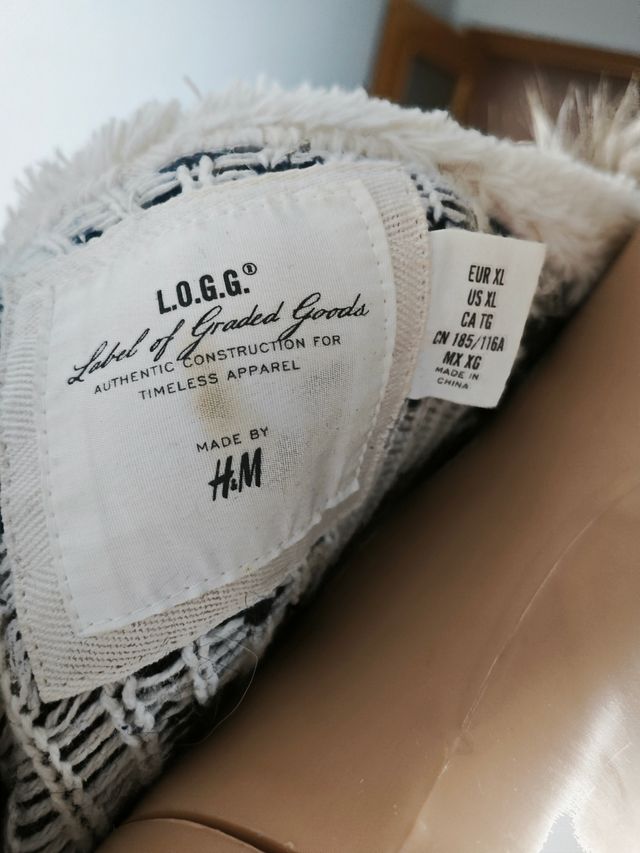 L.O.G.G.®
Label of Graded Goods
AUTHENTIC CONSTRUCTION FOR
TIMELESS APPAREL
MADE BY
H&M
EUR XL
US XL
CA TG
CN 185/116A
MX XG
MADE IN
CHINA